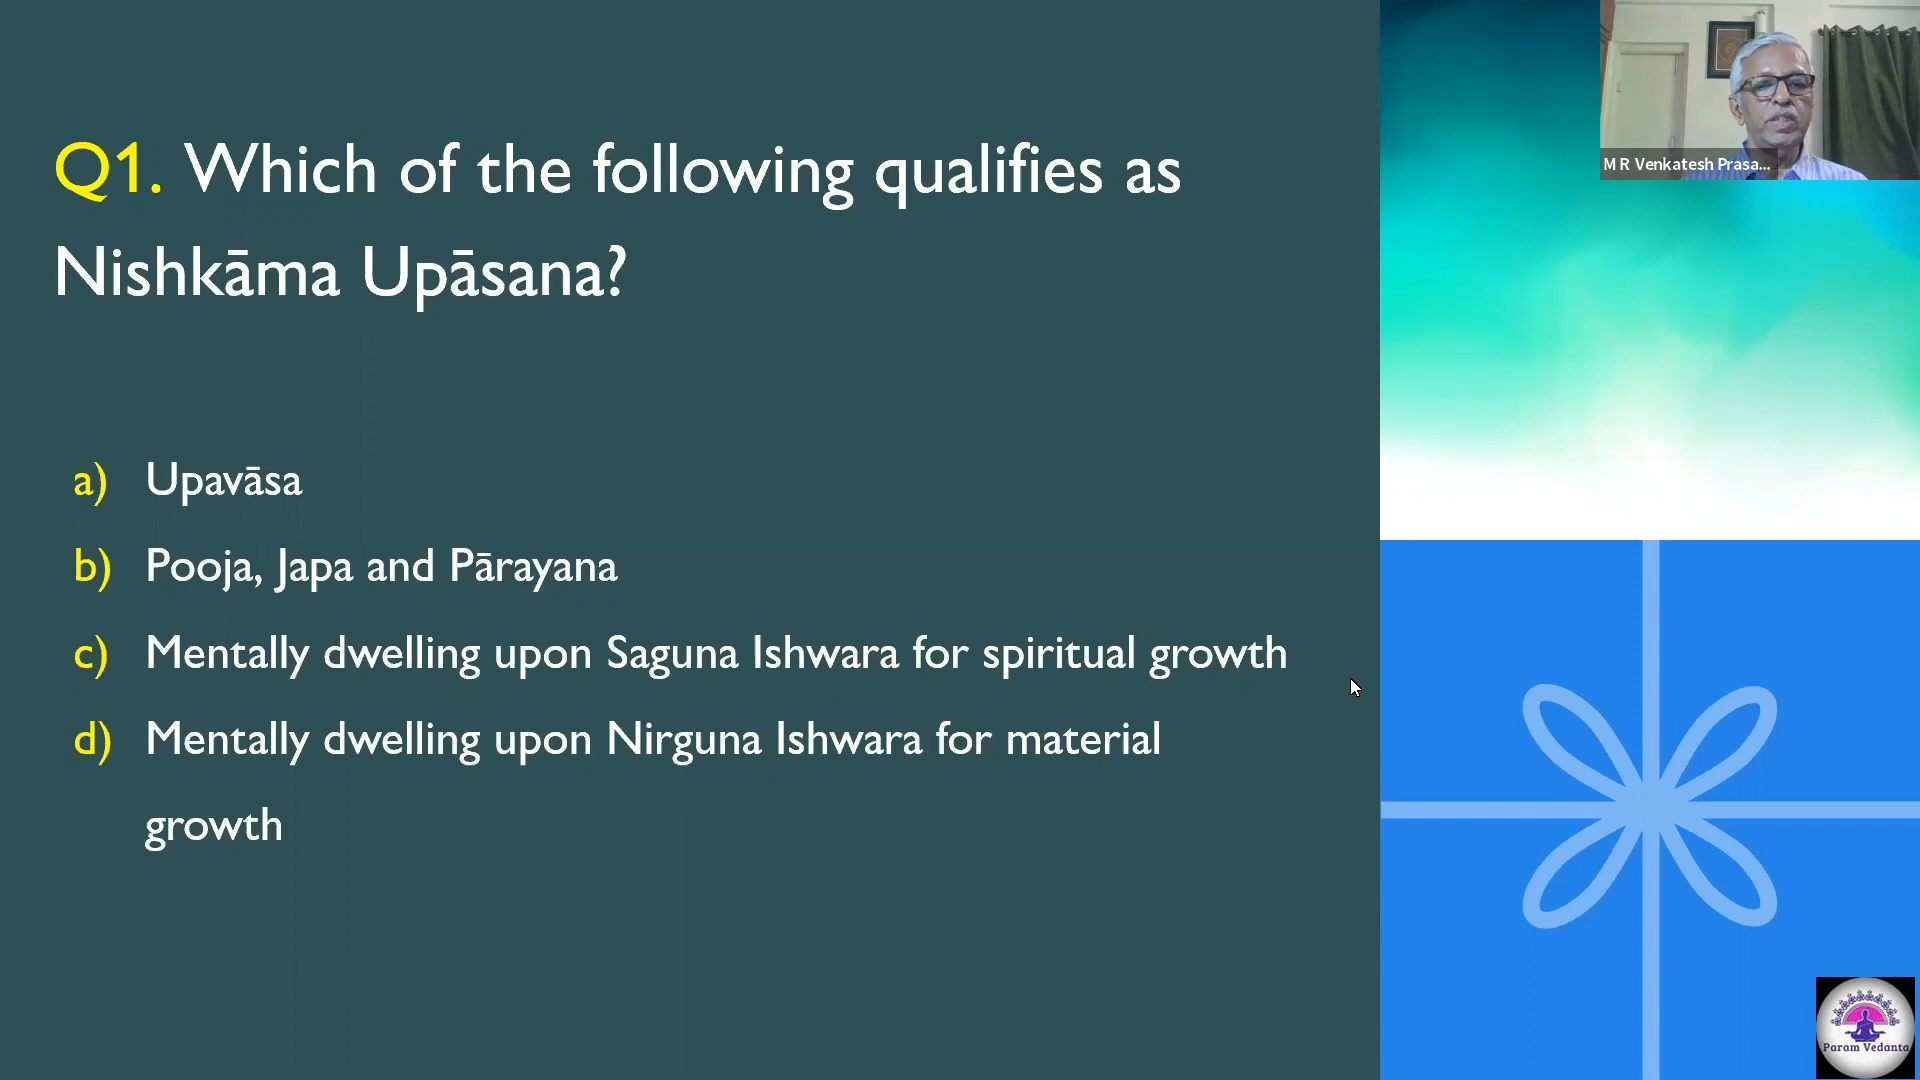 Q1. Which of the following qualifies as
Nishkāma Upāsana?
a) Upavāsa
b) Pooja, Japa and Pārayana
c) Mentally dwelling upon Saguna Ishwara for spiritual growth
d) Mentally dwelling upon Nirguna Ishwara for material
growth
M R Venkatesh Prasa...
Param Vedanta